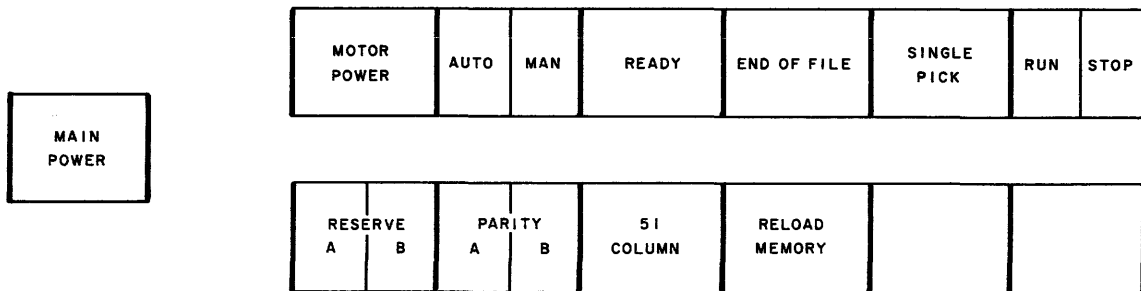 MOTOR
POWER
AUTO
MAN
READY
END OF FILE
SINGLE
PICK
RUN
STOP
MAIN
POWER
RESERVE
A B
PARITY
A B
51
COLUMN
RELOAD
MEMORY